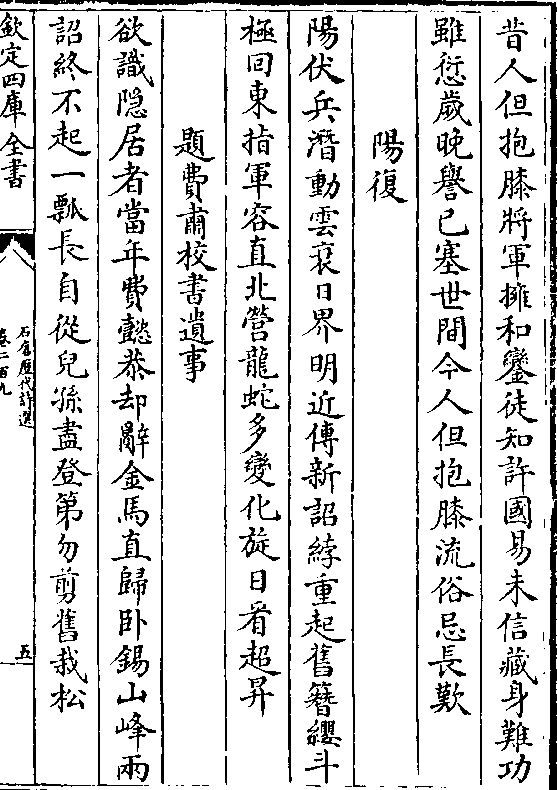 昔人但抱膝將軍擁和鑾徒知許國易未信藏身難功
雖愆歲晚譽已塞世間今人但抱膝流俗忌長歎
陽復
陽伏兵潛動雲裒日界明近傳新詔綍重起舊簪纓斗
極回東指軍容直北營龍蛇多變化旋日看超昇
題費肅校書遺事
欲識隐居者當年費懿恭却辭金馬直歸卧錫山峰兩
詔終不起一瓢長自從兒孫盡登第勿剪舊栽松
欽定四庫全書
石倉歷代詩選
卷二百九
五